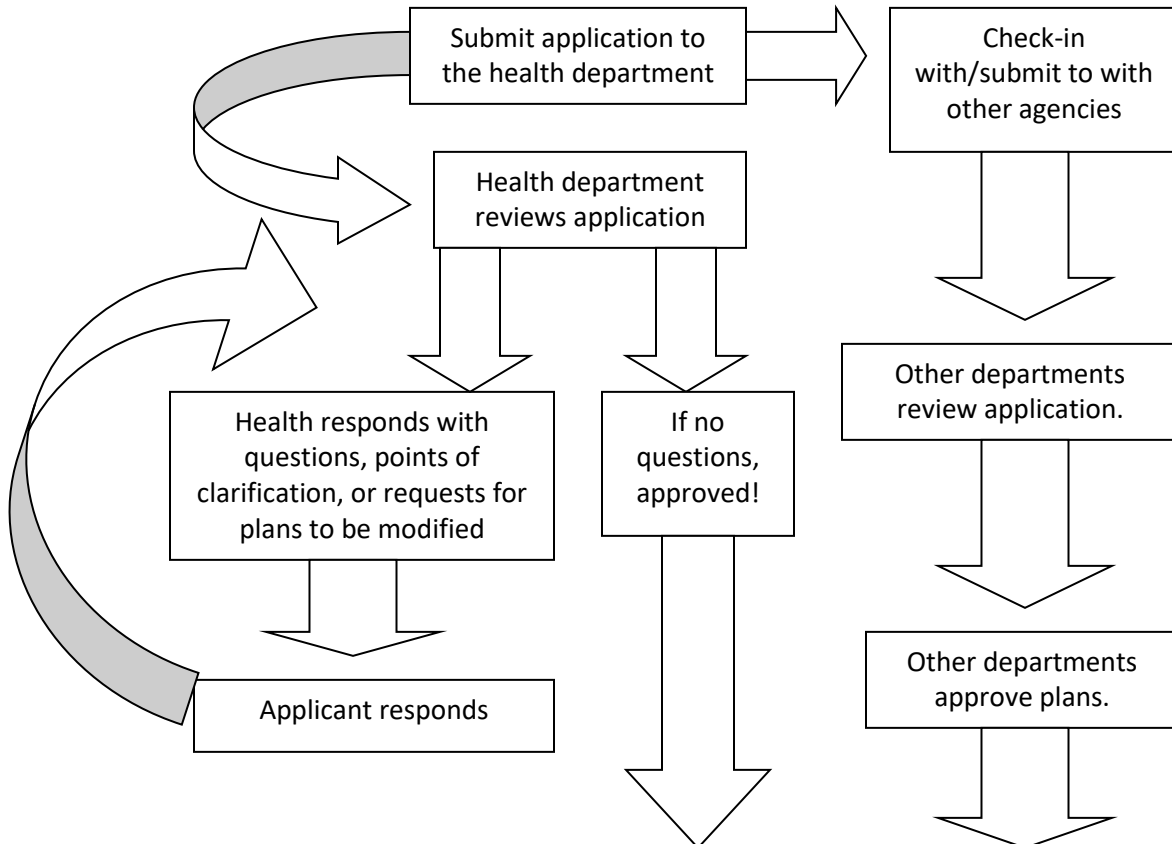 Submit application to
the health department
Check-in
with/submit to with
other agencies
Health department
reviews application
Health responds with
questions, points of
clarification, or requests for
plans to be modified
If no
questions,
approved!
Other departments
review application.
Applicant responds
Other departments
approve plans.